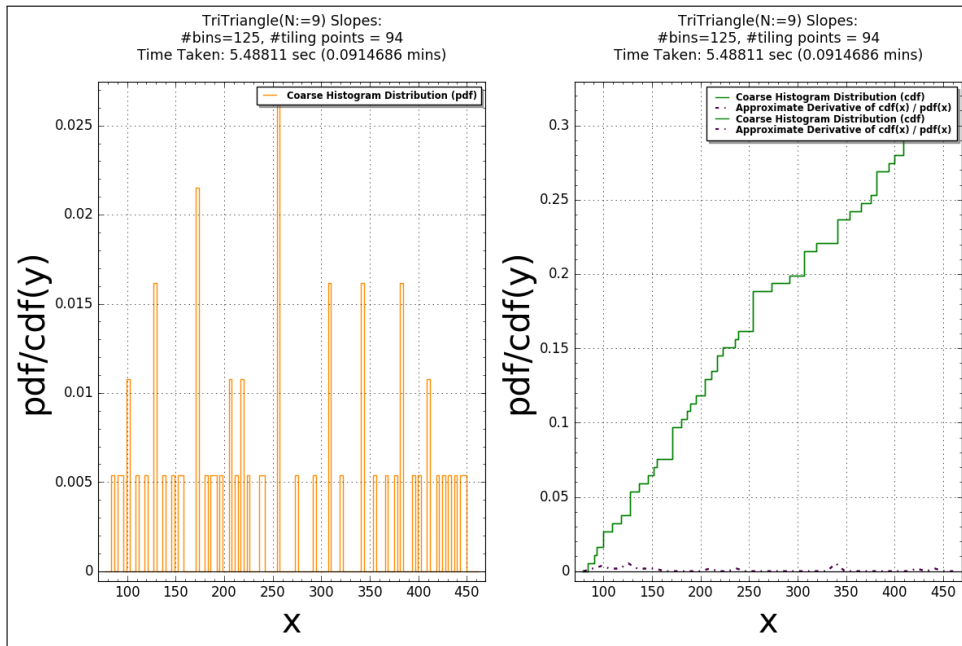 TriTriangle(N:=9) Slopes:
#bins=125, #tiling points = 94
Time Taken: 5.48811 sec (0.0914686 mins)
Coarse Histogram Distribution (pdf)
0.025
0.02
0.015
0.01
0.005
0
100 150 200 250 300 350 400 450
pdf/cdf(y)
x
TriTriangle(N:=9) Slopes:
#bins=125, #tiling points = 94
Time Taken: 5.48811 sec (0.0914686 mins)
Coarse Histogram Distribution (cdf)
Approximate Derivative of cdf(x) / pdf(x)
Coarse Histogram Distribution (cdf)
Approximate Derivative of cdf(x) / pdf(x)
0.3
0.25
0.2
0.15
0.1
0.05
0
100 150 200 250 300 350 400 450
pdf/cdf(y)
x